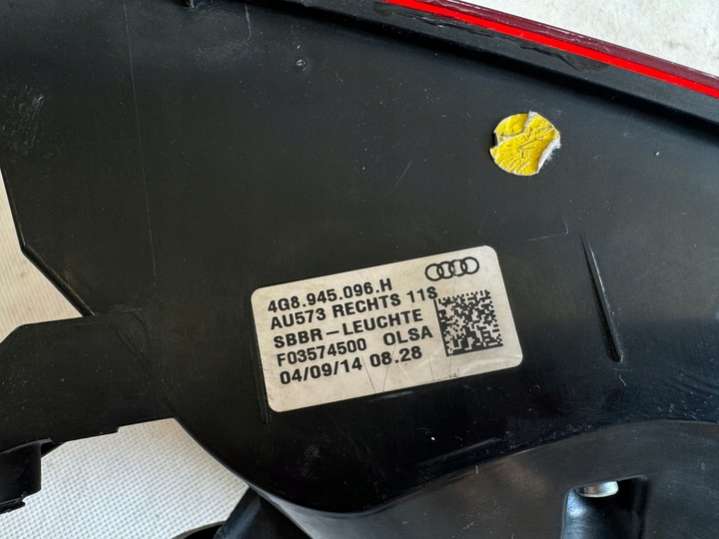 4G8.945.096.H
AU573 RECHTS 11S
SBBR-LEUCHTE
F03574500 OLSA
04/09/14 08.28